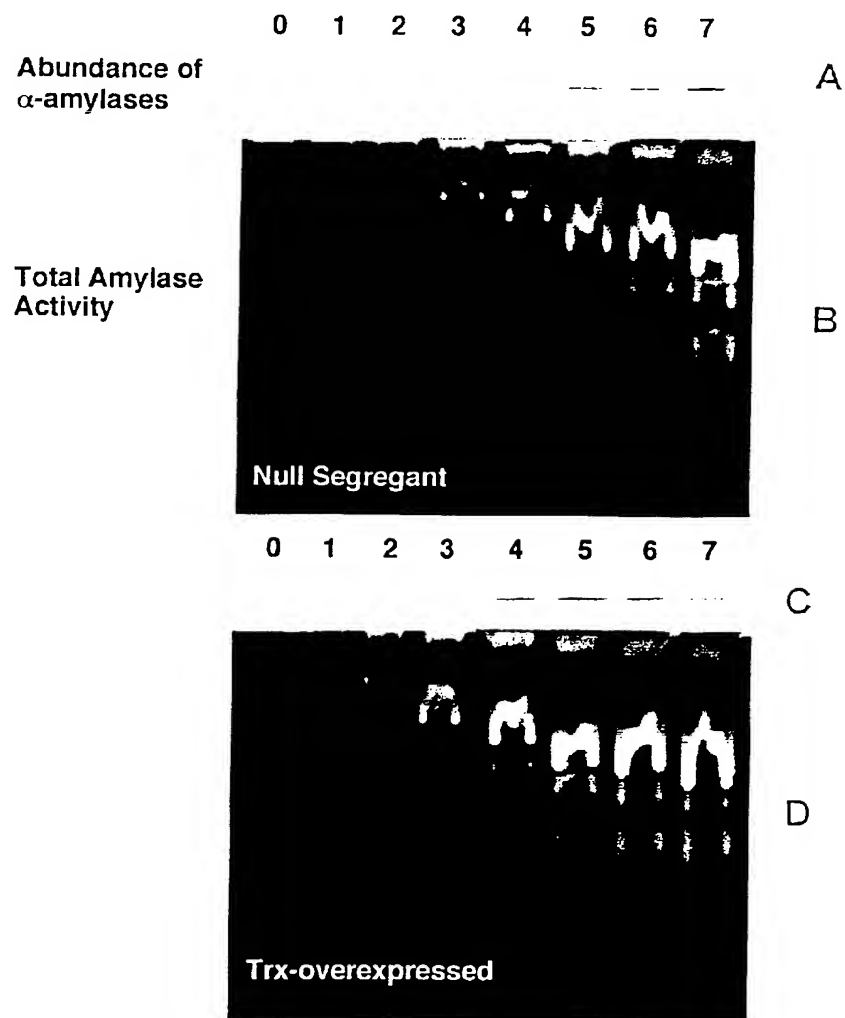 0 1 2 3 4 5 6 7
Abundance of
α-amylases
A
Total Amylase
Activity
B
Null Segregant
0 1 2 3 4 5 6 7
C
D
Trx-overexpressed